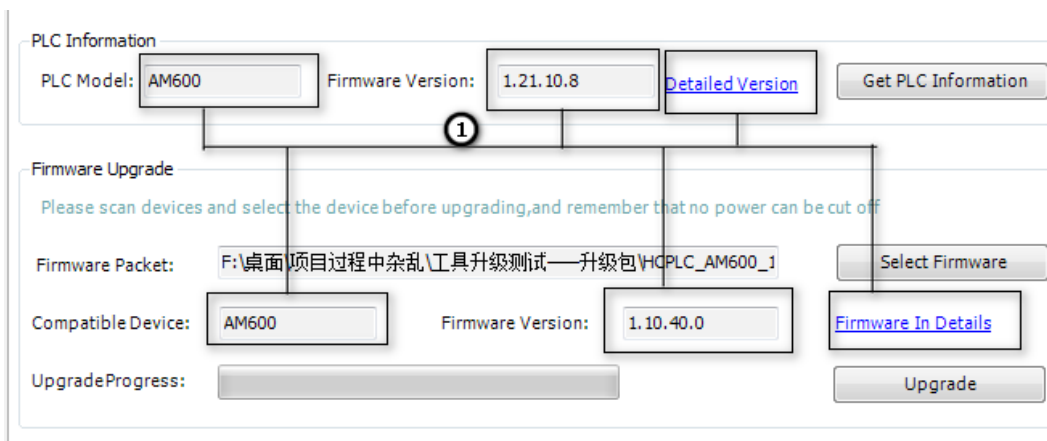 PLC Information
PLC Model: AM600 Firmware Version: 1.21.10.8 Detailed Version Get PLC Information
1
Firmware Upgrade
Please scan devices and select the device before upgrading,and remember that no power can be cut off
Firmware Packet: F:\桌面\项目过程中杂乱\工具升级测试——升级包\HCPLC_AM600_1 Select Firmware
Compatible Device: AM600 Firmware Version: 1.10.40.0 Firmware In Details
UpgradeProgress: Upgrade